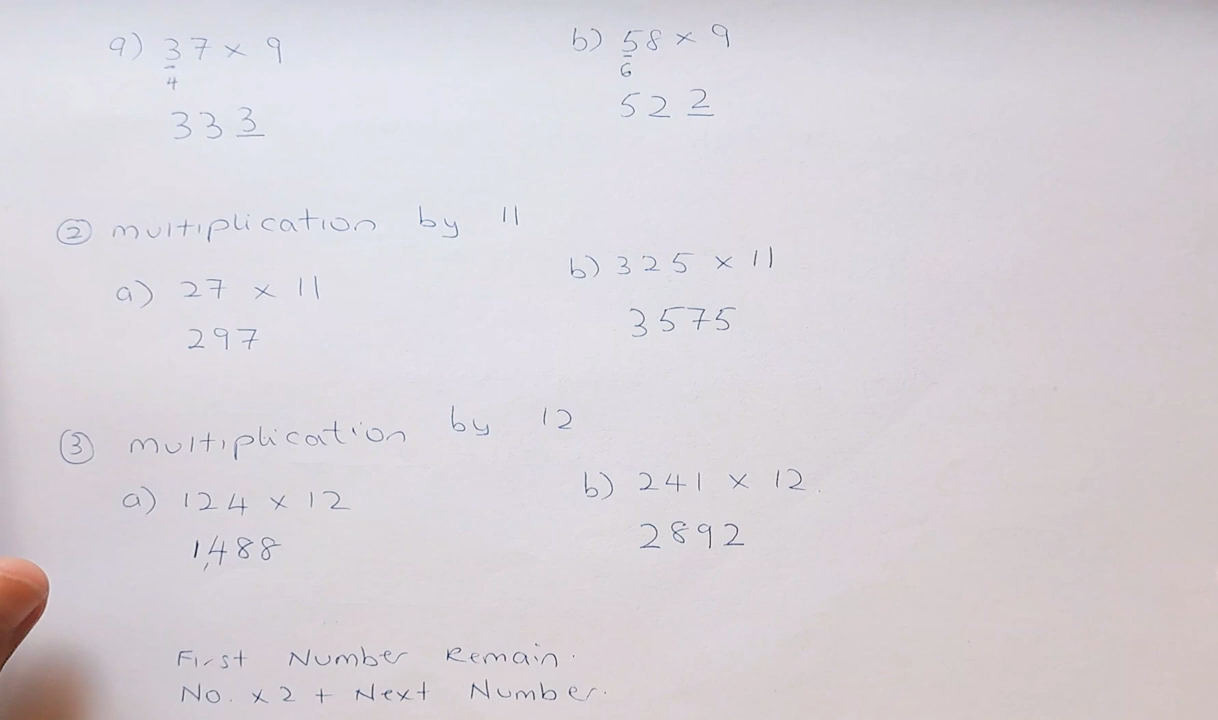 a) 37 × 9
4
333
b) 58 × 9
6
522
② multiplication by 11
a) 27 × 11
297
b) 325 × 11
3575
③ multiplication by 12
a) 124 × 12
1,488
b) 241 × 12.
2892
First Number Remain.
No. × 2 + Next Number.